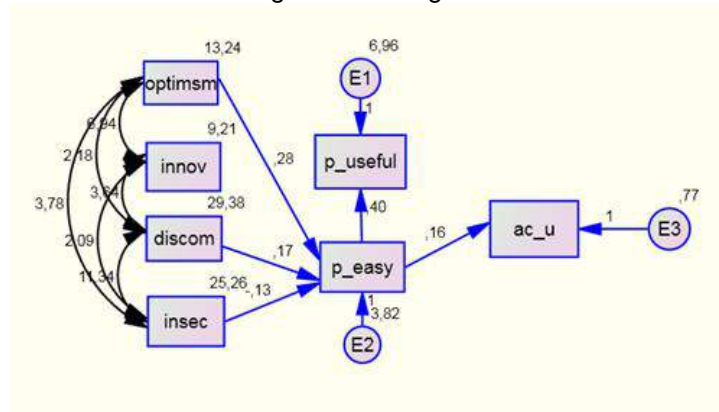 13,24
6,96
optimsm
E1
6,94
9,21
1
2,18
innov
,28
p_useful
3,64
29,38
3,78
40
,77
discom
,17
,16
ac_u
1
E3
2,09
p_easy
11,34
25,26
-,13
1
3,82
insec
E2